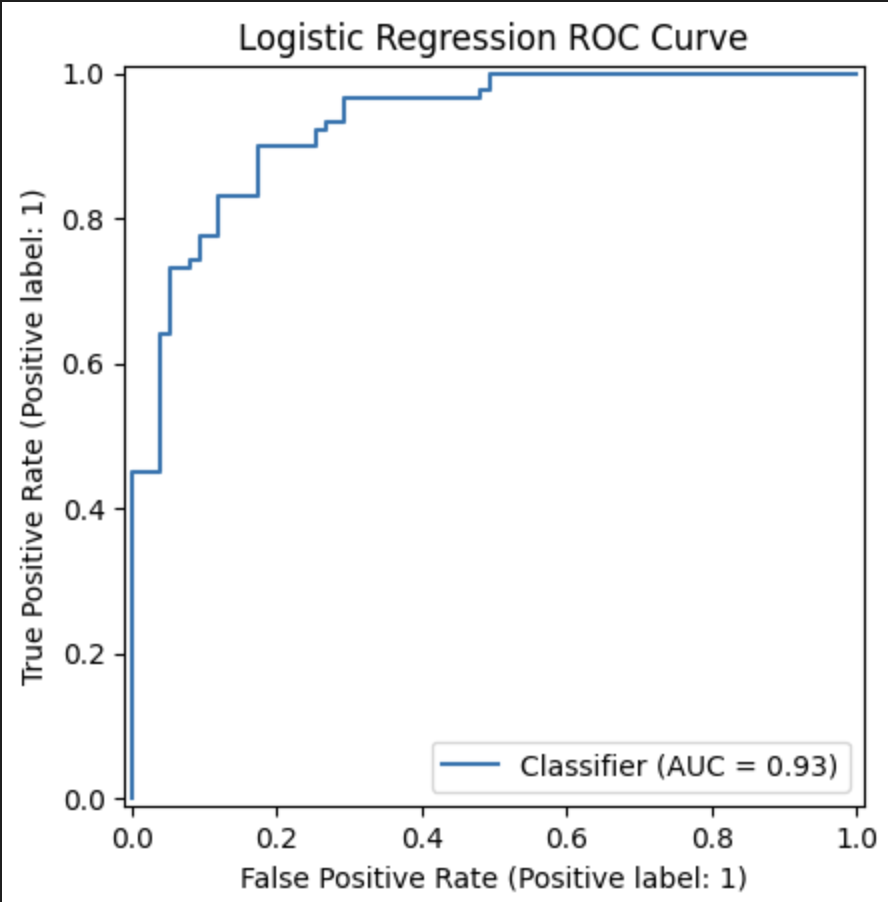 Logistic Regression ROC Curve
True Positive Rate (Positive label: 1)
1.0
0.8
0.6
0.4
0.2
0.0
Classifier (AUC = 0.93)
0.0 0.2 0.4 0.6 0.8 1.0
False Positive Rate (Positive label: 1)